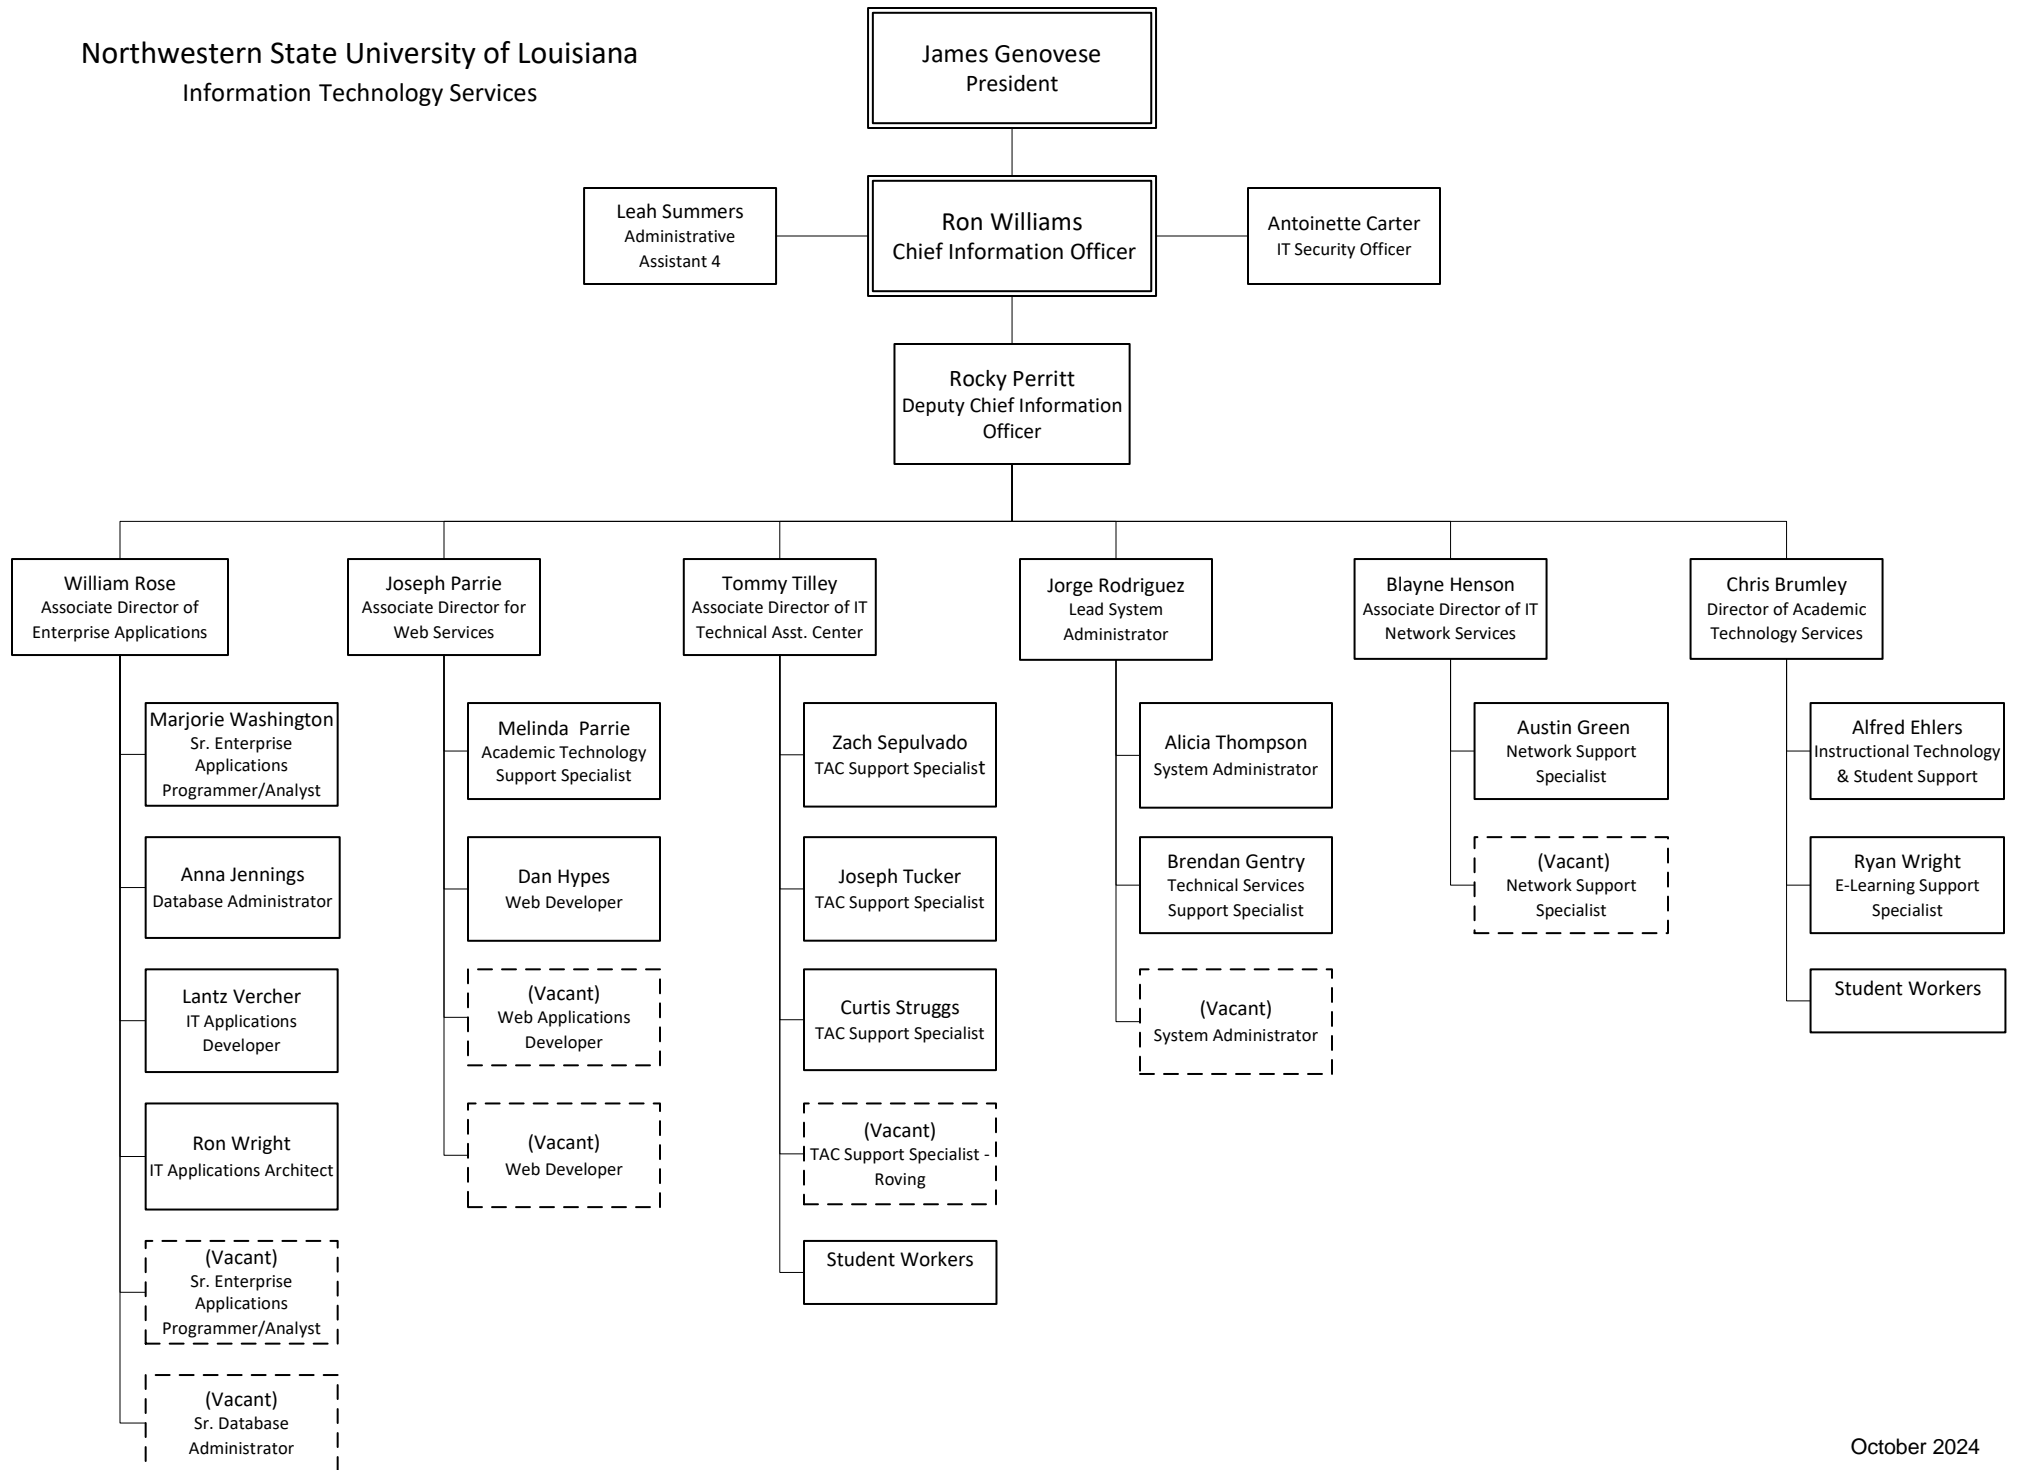 Northwestern State University of Louisiana
Information Technology Services
James Genovese
President
Leah Summers
Administrative
Assistant 4
Ron Williams
Chief Information Officer
Antoinette Carter
IT Security Officer
Rocky Perritt
Deputy Chief Information
Officer
William Rose
Associate Director of
Enterprise Applications
Marjorie Washington
Sr. Enterprise
Applications
Programmer/Analyst
Anna Jennings
Database Administrator
Lantz Vercher
IT Applications
Developer
Ron Wright
IT Applications Architect
(Vacant)
Sr. Enterprise
Applications
Programmer/Analyst
(Vacant)
Sr. Database
Administrator
Joseph Parrie
Associate Director for
Web Services
Melinda  Parrie
Academic Technology
Support Specialist
Dan Hypes
Web Developer
(Vacant)
Web Applications
Developer
(Vacant)
Web Developer
Tommy Tilley
Associate Director of IT
Technical Asst. Center
Zach Sepulvado
TAC Support Specialist
Joseph Tucker
TAC Support Specialist
Curtis Struggs
TAC Support Specialist
(Vacant)
TAC Support Specialist -
Roving
Student Workers
Jorge Rodriguez
Lead System
Administrator
Alicia Thompson
System Administrator
Brendan Gentry
Technical Services
Support Specialist
(Vacant)
System Administrator
Blayne Henson
Associate Director of IT
Network Services
Austin Green
Network Support
Specialist
(Vacant)
Network Support
Specialist
Chris Brumley
Director of Academic
Technology Services
Alfred Ehlers
Instructional Technology
& Student Support
Ryan Wright
E-Learning Support
Specialist
Student Workers
October 2024